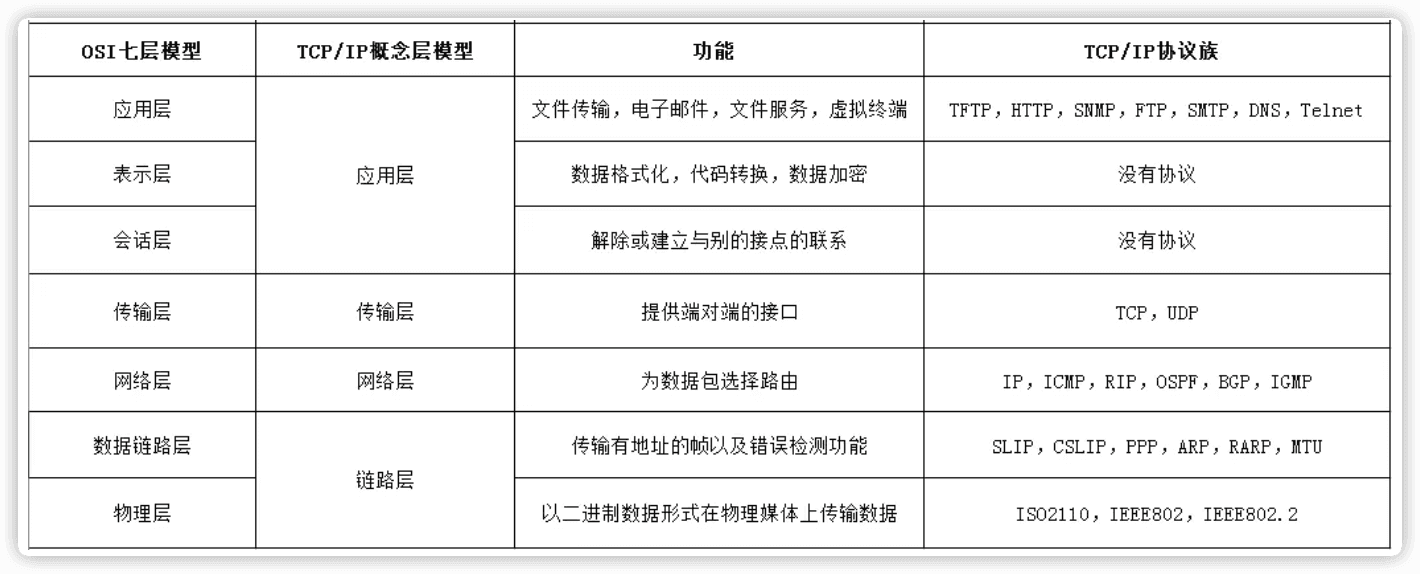 OSI七层模型 TCP/IP概念层模型 功能 TCP/IP协议族
应用层 文件传输，电子邮件，文件服务，虚拟终端 TFTP，HTTP，SNMP，FTP，SMTP，DNS，Telnet
表示层 应用层 数据格式化，代码转换，数据加密 没有协议
会话层 解除或建立与别的接点的联系 没有协议
传输层 传输层 提供端对端的接口 TCP，UDP
网络层 网络层 为数据包选择路由 IP，ICMP，RIP，OSPF，BGP，IGMP
数据链路层 传输有地址的帧以及错误检测功能 SLIP，CSLIP，PPP，ARP，RARP，MTU
链路层
物理层 以二进制数据形式在物理媒体上传输数据 ISO2110，IEEE802，IEEE802.2